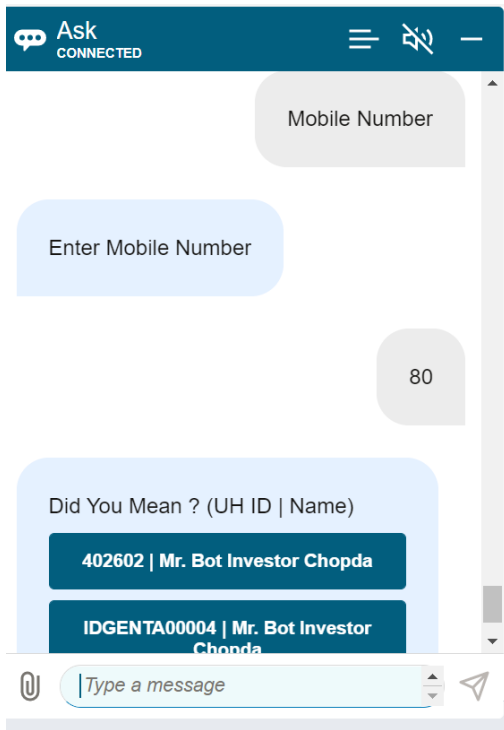 Ask
CONNECTED
Mobile Number
Enter Mobile Number
80
Did You Mean ? (UH ID | Name)
402602 | Mr. Bot Investor Chopda
IDGENTA00004 | Mr. Bot Investor
Chopda
Type a message